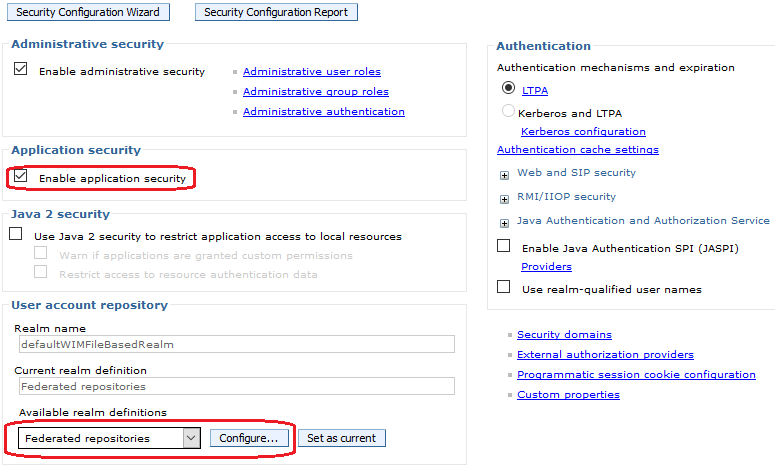 Security Configuration Wizard
Security Configuration Report
Administrative security
Enable administrative security
Administrative user roles
Administrative group roles
Administrative authentication
Application security
Enable application security
Java 2 security
Use Java 2 security to restrict application access to local resources
Warn if applications are granted custom permissions
Restrict access to resource authentication data
User account repository
Realm name
defaultWIMFileBasedRealm
Current realm definition
Federated repositories
Available realm definitions
Federated repositories
Configure...
Set as current
Authentication
Authentication mechanisms and expiration
LTPA
Kerberos and LTPA
Kerberos configuration
Authentication cache settings
Web and SIP security
RMI/IIOP security
Java Authentication and Authorization Service
Enable Java Authentication SPI (JASPI)
Providers
Use realm-qualified user names
Security domains
External authorization providers
Programmatic session cookie configuration
Custom properties